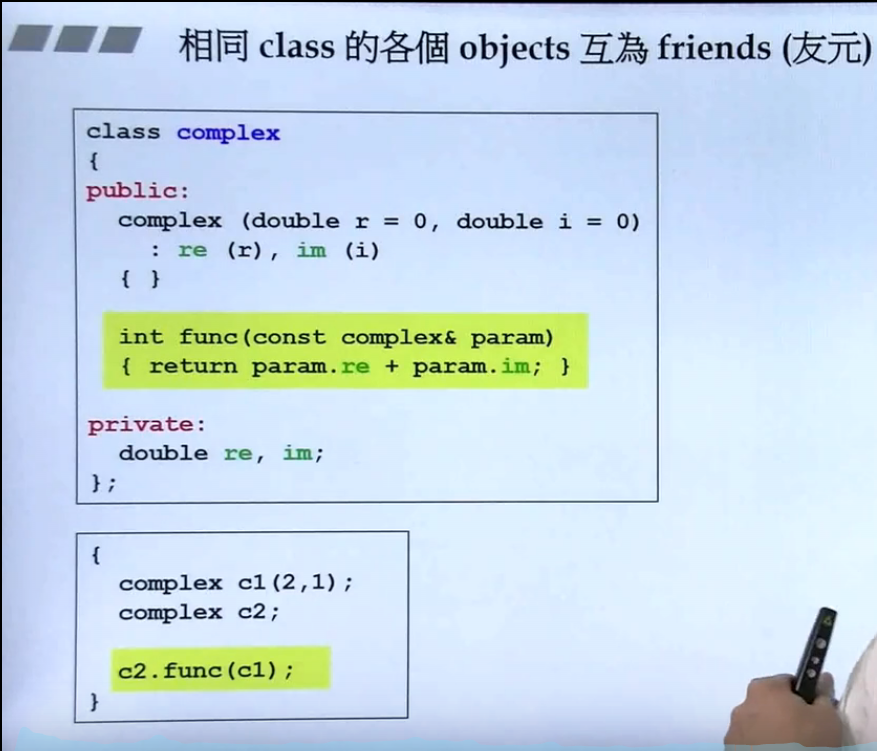 相同 class 的各個 objects 互為 friends (友元)
class complex
{
public:
complex (double r = 0, double i = 0)
: re (r), im (i)
{ }
int func(const complex& param)
{ return param.re + param.im; }
private:
double re, im;
};
{
complex c1(2,1);
complex c2;
c2.func(c1);
}